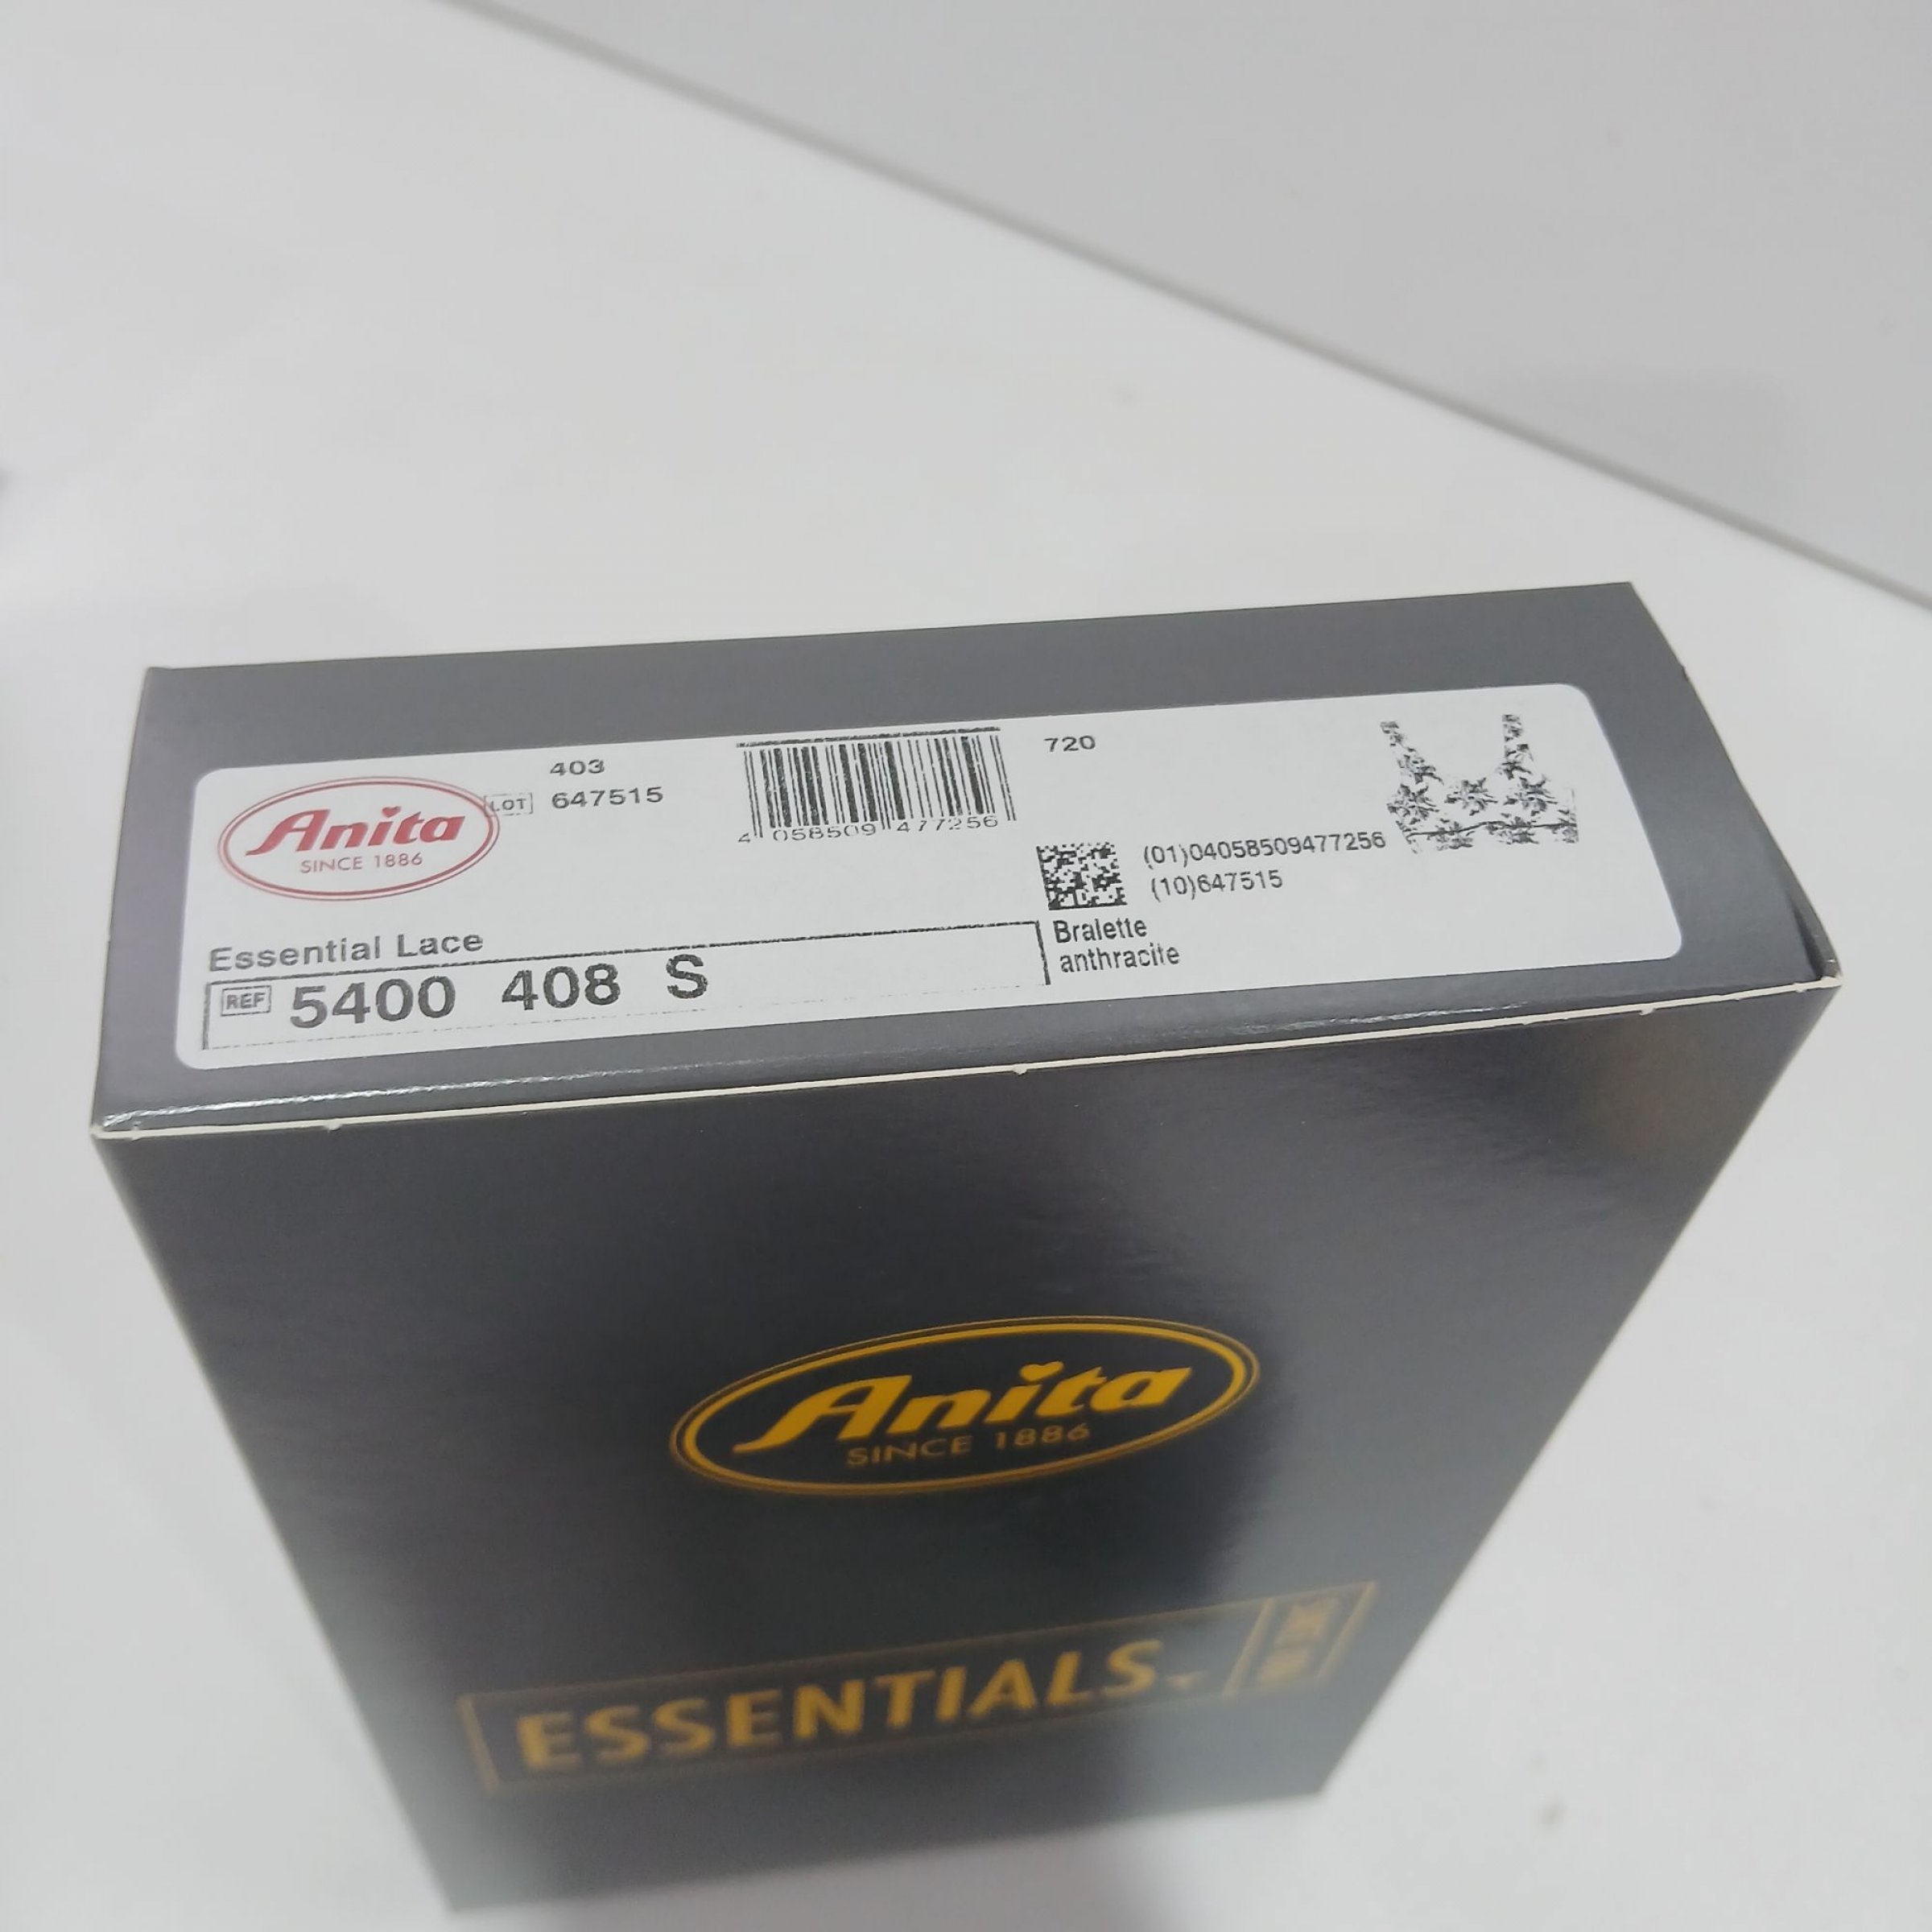 Anita
SINCE 1886
403
LOT 647515
4 058509 477256
720
(01)04058509477256
(10)647515
Bralette
anthracite
Essential Lace
REF 5400 408 S
Anita
SINCE 1886
ESSENTIALS